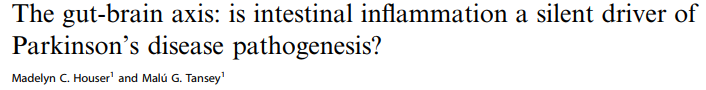 The gut-brain axis: is intestinal inflammation a silent driver of
Parkinson's disease pathogenesis?
Madelyn C. Houser¹ and Malú G. Tansey¹